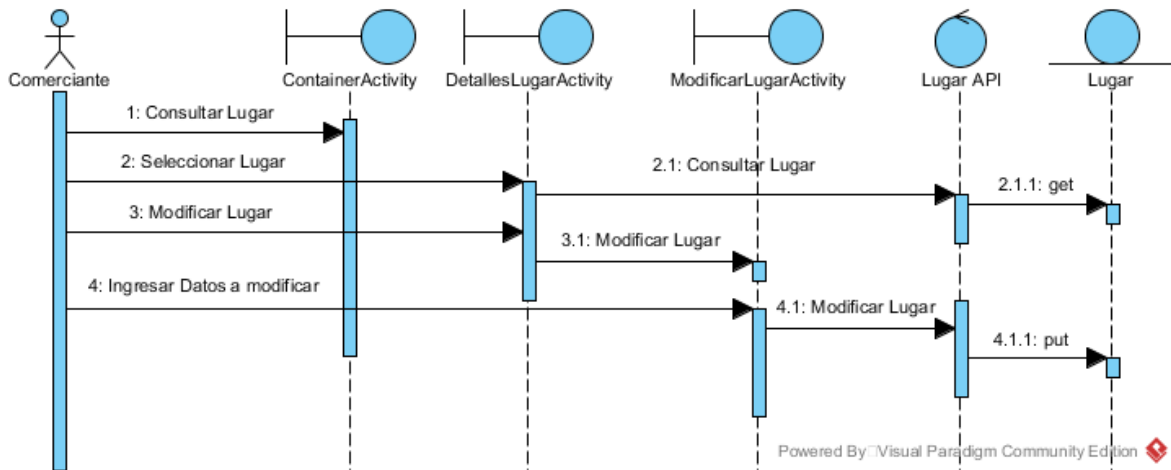 Comerciante
ContainerActivity
DetallesLugarActivity
ModificarLugarActivity
Lugar API
Lugar
1: Consultar Lugar
2: Seleccionar Lugar
2.1: Consultar Lugar
2.1.1: get
3: Modificar Lugar
3.1: Modificar Lugar
4: Ingresar Datos a modificar
4.1: Modificar Lugar
4.1.1: put
Powered By Visual Paradigm Community Edition